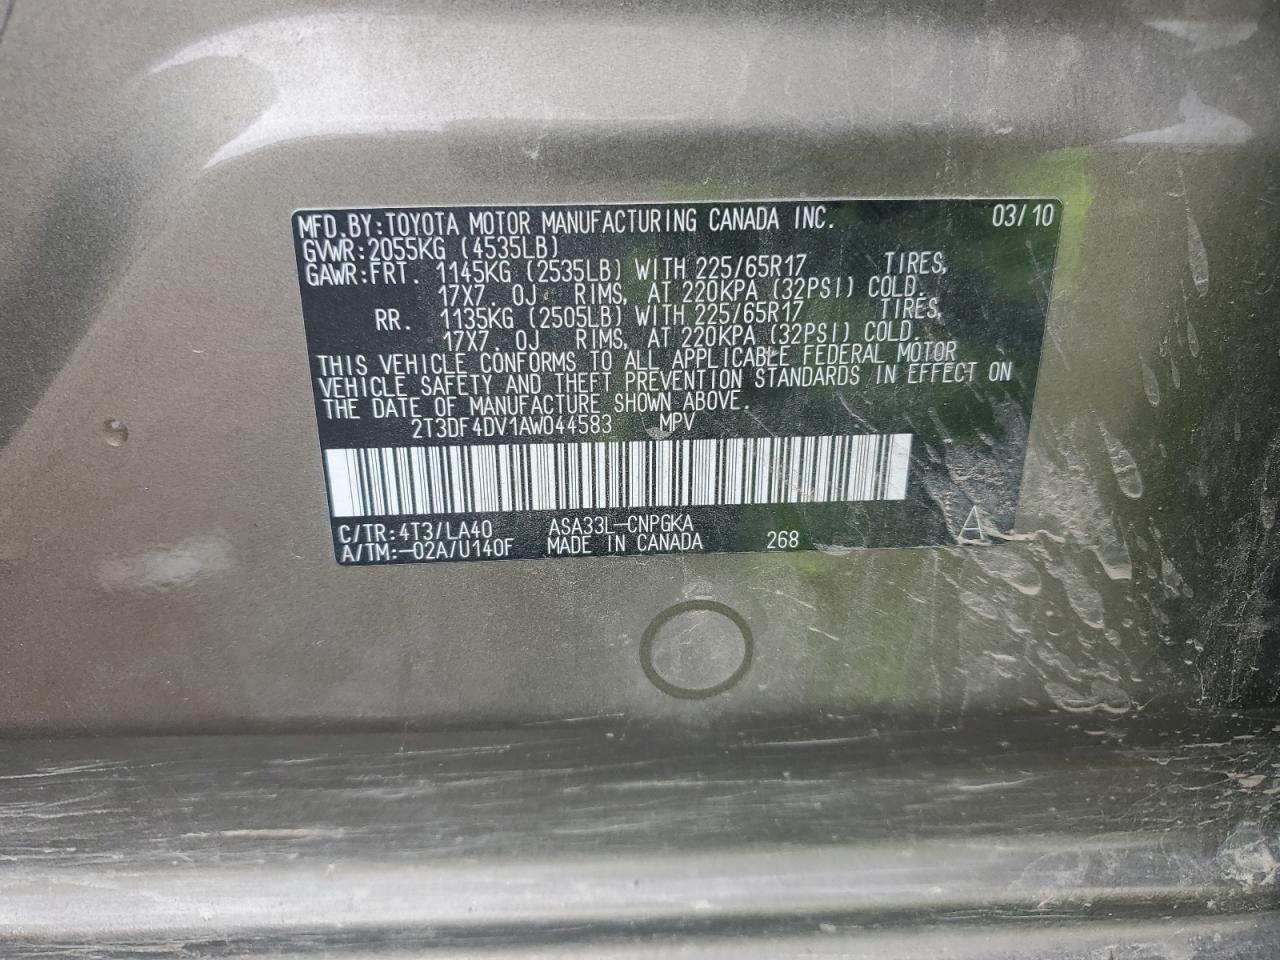 MFD.BY:TOYOTA MOTOR MANUFACTURING CANADA INC. 03/10
GVWR:2055KG (4535LB)
GAWR:FRT. 1145KG (2535LB) WITH 225/65R17 TIRES,
17X7.0J RIMS, AT 220KPA (32PSI) COLD.
RR. 1135KG (2505LB) WITH 225/65R17 TIRES,
17X7.0J RIMS, AT 220KPA (32PSI) COLD.
THIS VEHICLE CONFORMS TO ALL APPLICABLE FEDERAL MOTOR
VEHICLE SAFETY AND THEFT PREVENTION STANDARDS IN EFFECT ON
THE DATE OF MANUFACTURE SHOWN ABOVE.
2T3DF4DV1AW044583 MPV
C/TR:4T3/LA40 ASA33L-CNPGKA
A/TM:-02A/U140F MADE IN CANADA 268 A